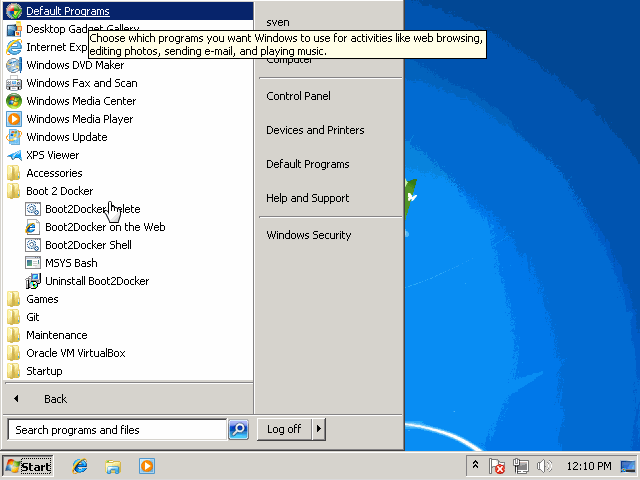 Default Programs
Desktop Gadget Gallery
Choose which programs you want Windows to use for activities like web browsing,
editing photos, sending e-mail, and playing music.
Internet Exp
Windows DVD Maker
Windows Fax and Scan
Windows Media Center
Windows Media Player
Windows Update
XPS Viewer
Accessories
Boot 2 Docker
Boot2Docker Delete
Boot2Docker on the Web
Boot2Docker Shell
MSYS Bash
Uninstall Boot2Docker
Games
Git
Maintenance
Oracle VM VirtualBox
Startup
Back
Search programs and files
sven
Computer
Control Panel
Devices and Printers
Default Programs
Help and Support
Windows Security
Log off
Start
12:10 PM